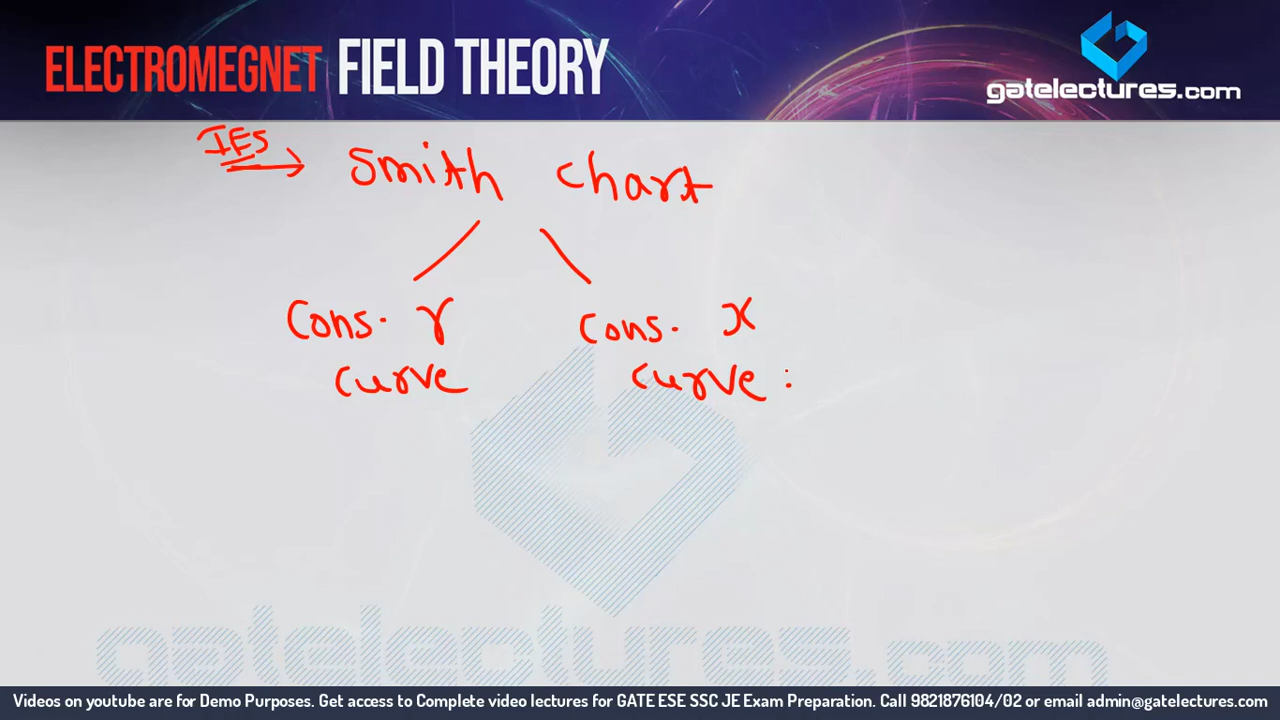 ELECTROMEGNET FIELD THEORY
gatelectures.com
IES
Smith chart
Cons. r Cons. x
curve curve :
gatelectures.com
Videos on youtube are for Demo Purposes. Get access to Complete video lectures for GATE ESE SSC JE Exam Preparation. Call 9821876104/02 or email admin@gatelectures.com